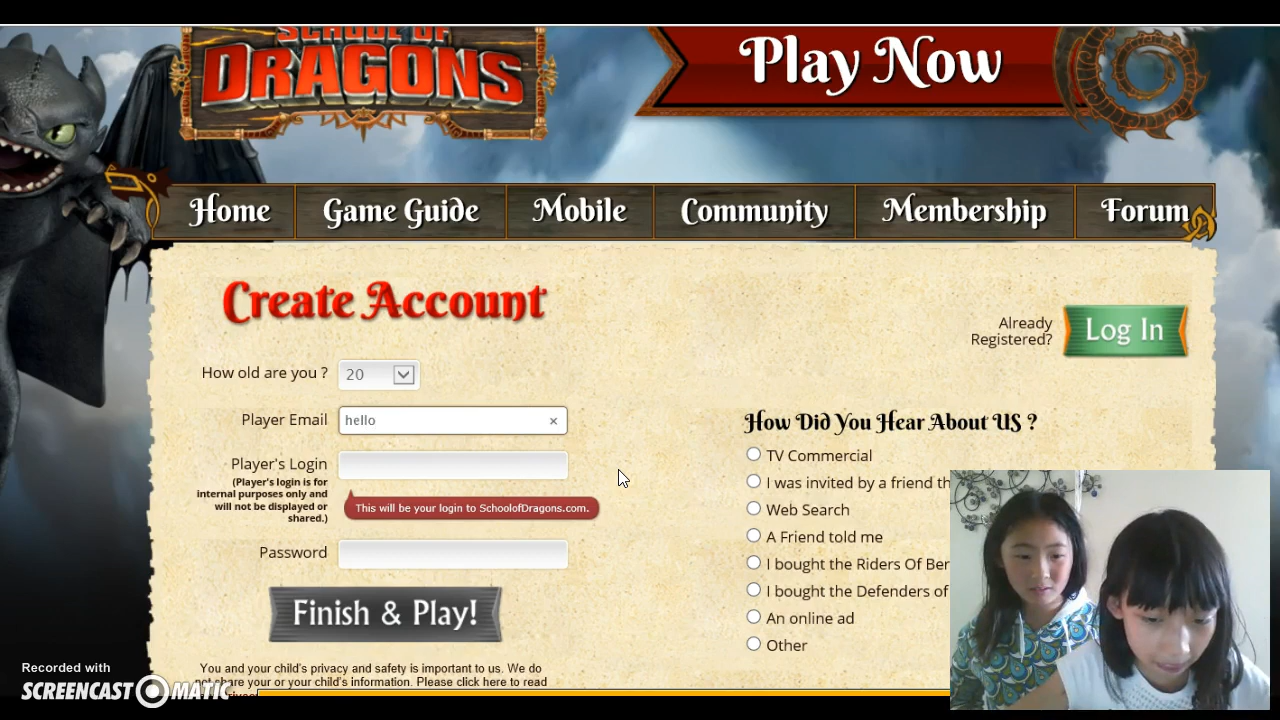 SCHOOL OF
DRAGONS
Play Now
Home
Game Guide
Mobile
Community
Membership
Forum
Create Account
Already
Registered?
Log In
How old are you ?
20
Player Email
hello
×
Player's Login
(Player's login is for
internal purposes only and
will not be displayed or
shared.)
This will be your login to SchoolofDragons.com.
Password
Finish & Play!
You and your child's privacy and safety is important to us. We do
not share your or your child's information. Please click here to read
How Did You Hear About US ?
TV Commercial
I was invited by a friend th
Web Search
A Friend told me
I bought the Riders Of Ber
I bought the Defenders of
An online ad
Other
Recorded with
SCREENCAST-O-MATIC